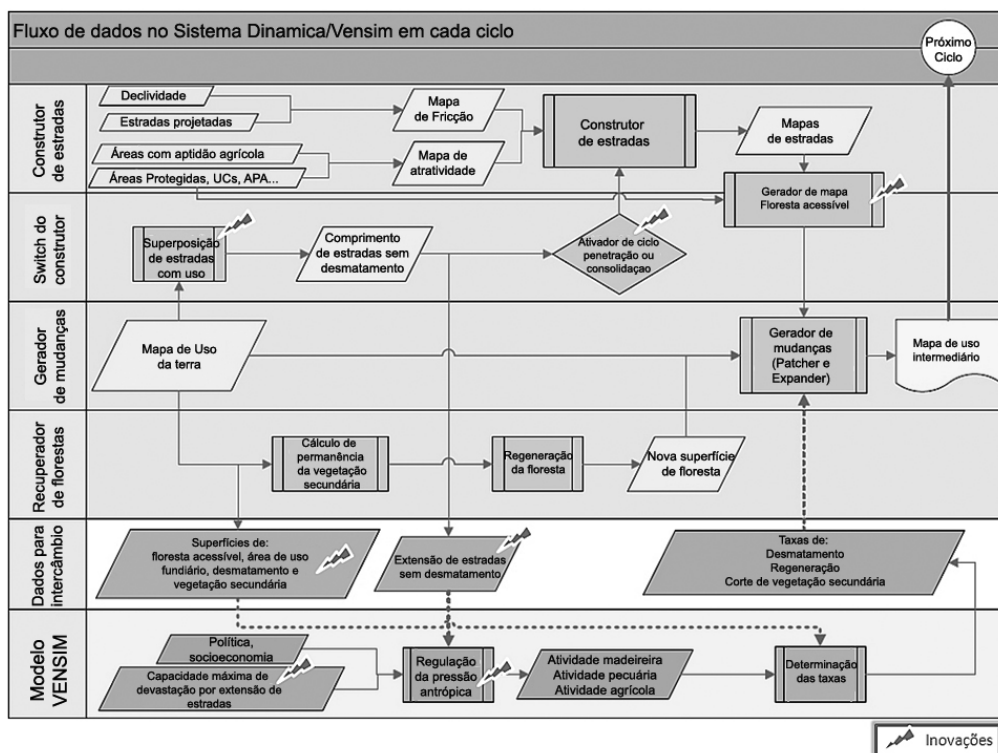 Fluxo de dados no Sistema Dinamica/Vensim em cada ciclo
Próximo
Ciclo
Construtor
de estradas
Declividade
Estradas projetadas
Áreas com aptidão agrícola
Áreas Protegidas, UCs, APA...
Mapa
de Fricção
Mapa de
atratividade
Construtor
de estradas
Mapas
de estradas
Gerador de mapa
Floresta acessível
Switch do
construtor
Superposição
de estradas
com uso
Comprimento
de estradas sem
desmatamento
Ativador de ciclo
penetração ou
consolidaçao
Gerador de
mudanças
Mapa de Uso
da terra
Gerador de
mudanças
(Patcher e
Expander)
Mapa de uso
intermediário
Recuperador
de florestas
Cálculo de
permanência
da vegetação
secundária
Regeneração
da floresta
Nova superfície
de floresta
Dados para
intercâmbio
Superfícies de:
floresta acessível, área de uso
fundiário, desmatamento e
vegetação secundária
Extensão de estradas
sem desmatamento
Taxas de:
Desmatamento
Regeneração
Corte de vegetação secundária
Modelo
VENSIM
Política,
socioeconomia
Capacidade máxima de
devastação por extensão de
estradas
Regulação
da pressão
antrópica
Atividade madeireira
Atividade pecuária
Atividade agrícola
Determinação
das taxas
Inovações